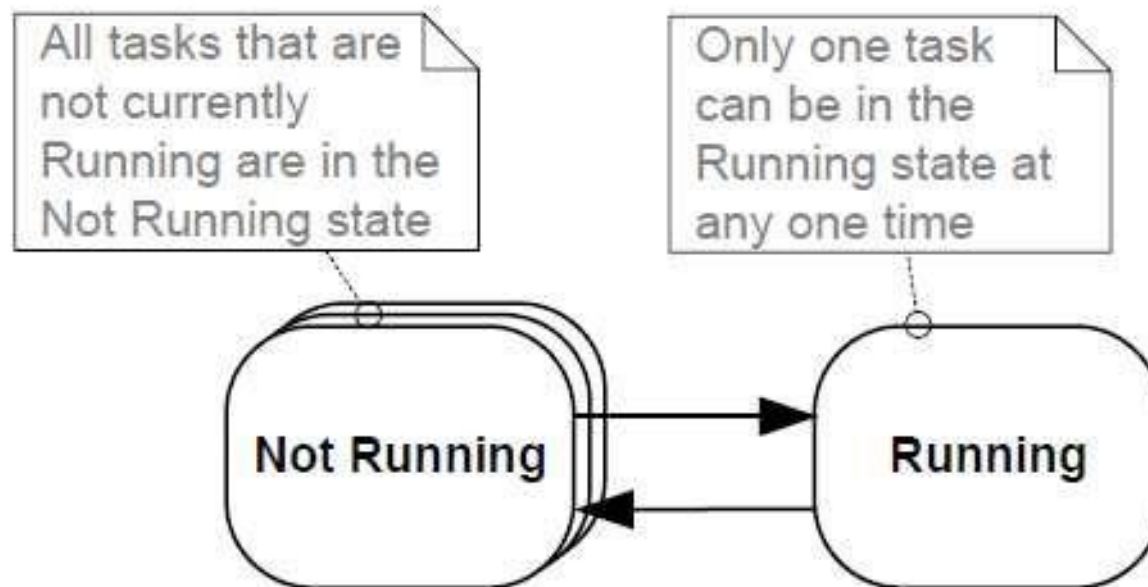 All tasks that are
not currently
Running are in the
Not Running state
Only one task
can be in the
Running state at
any one time
Not Running
Running